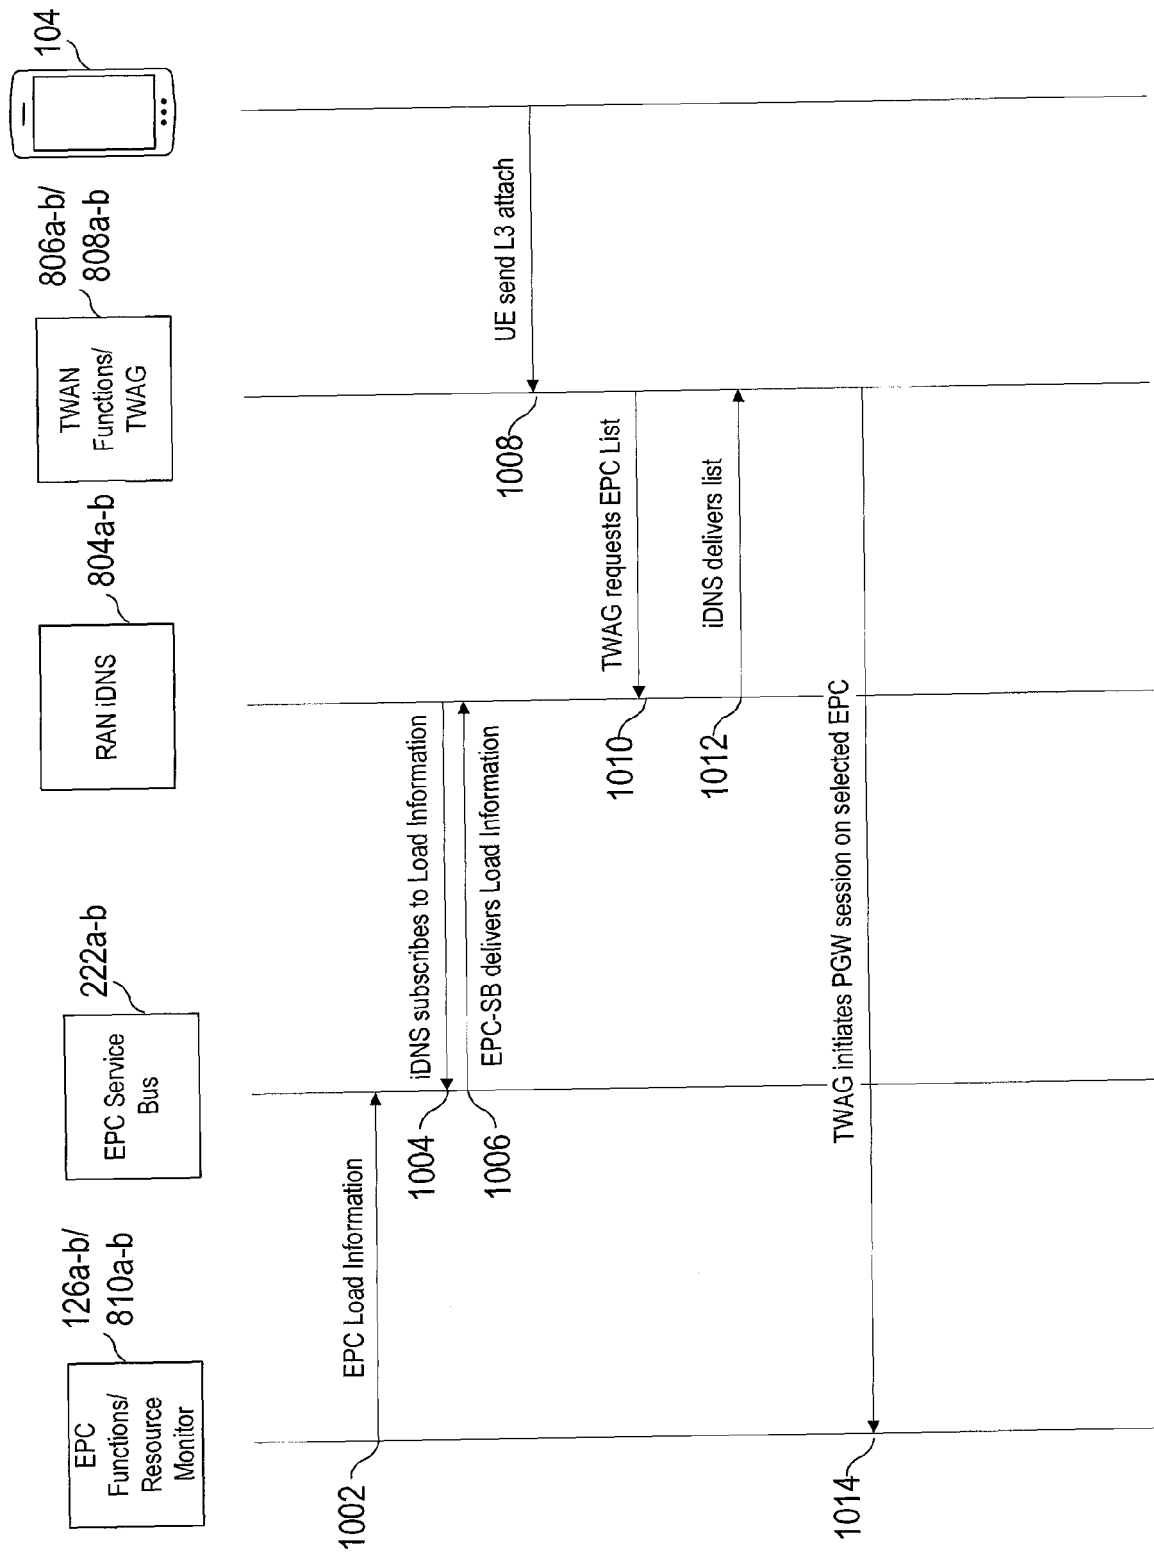 EPC
Functions/
Resource
Monitor
126a-b/
810a-b
EPC Service
Bus
222a-b
RAN iDNS
804a-b
TWAN
Functions/
TWAG
806a-b/
808a-b
104
1002
EPC Load Information
1004
iDNS subscribes to Load Information
1006
EPC-SB delivers Load Information
UE send L3 attach
1008
TWAG requests EPC List
1010
iDNS delivers list
1012
TWAG initiates PGW session on selected EPC
1014